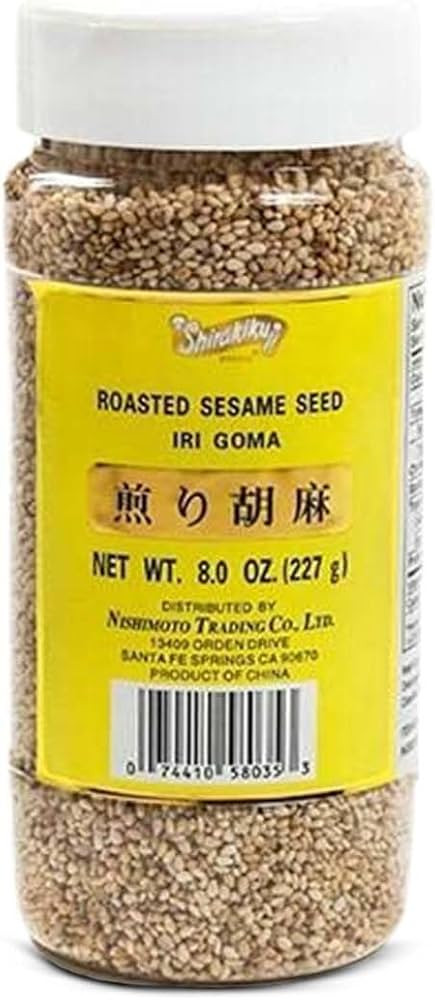 Shirakiku
ROASTED SESAME SEED
IRI GOMA
煎り胡麻
NET WT. 8.0 OZ.(227 g)
DISTRIBUTED BY
NISHIMOTO TRADING CO., LTD.
13409 ORDEN DRIVE
SANTA FE SPRINGS CA 90670
PRODUCT OF CHINA
0 74410 58035 3